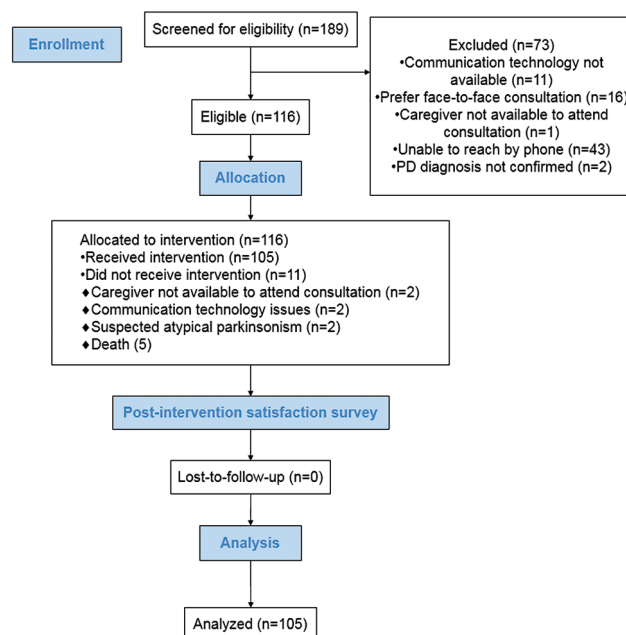 Enrollment
Screened for eligibility (n=189)
Excluded (n=73)
•Communication technology not
available (n=11)
•Prefer face-to-face consultation (n=16)
•Caregiver not available to attend
consultation (n=1)
•Unable to reach by phone (n=43)
•PD diagnosis not confirmed (n=2)
Eligible (n=116)
Allocation
Allocated to intervention (n=116)
•Received intervention (n=105)
•Did not receive intervention (n=11)
♦Caregiver not available to attend consultation (n=2)
♦Communication technology issues (n=2)
♦Suspected atypical parkinsonism (n=2)
♦Death (5)
Post-intervention satisfaction survey
Lost-to-follow-up (n=0)
Analysis
Analyzed (n=105)